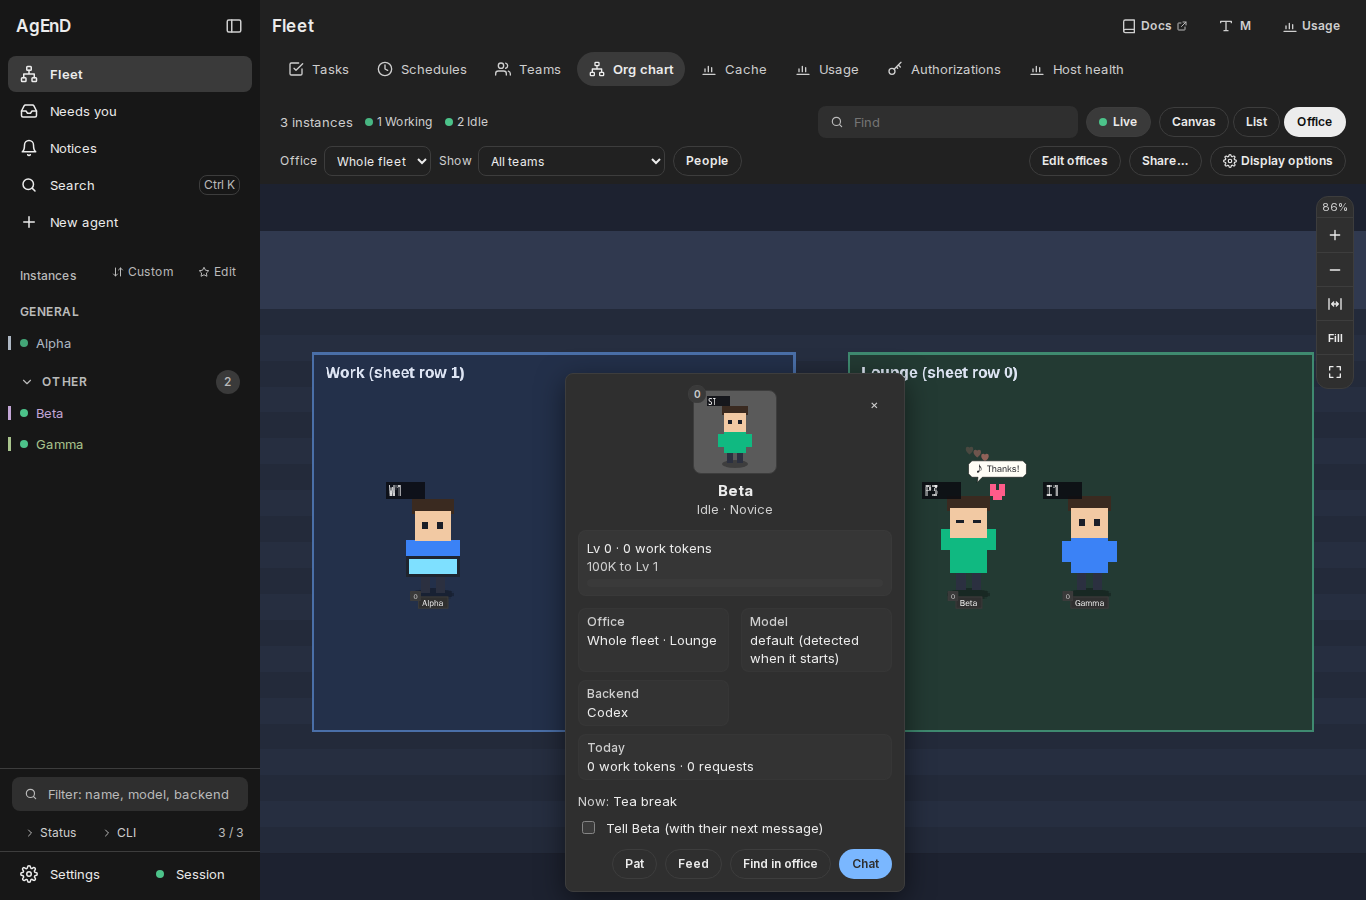 AgEnD
Fleet
Needs you
Notices
Search
Ctrl K
New agent
Instances
Custom
Edit
GENERAL
Alpha
OTHER
2
Beta
Gamma
Filter: name, model, backend
Status
CLI
3 / 3
Settings
Session
Fleet
Docs
M
Usage
Tasks
Schedules
Teams
Org chart
Cache
Usage
Authorizations
Host health
3 instances
1 Working
2 Idle
Find
Live
Canvas
List
Office
Office
Whole fleet
Show
All teams
People
Edit offices
Share...
Display options
86%
Fill
Work (sheet row 1)
Lounge (sheet row 0)
W1
0
Alpha
♪ Thanks!
P3
0
Beta
I1
0
Gamma
0
ST
×
Beta
Idle · Novice
Lv 0 · 0 work tokens
100K to Lv 1
Office
Whole fleet · Lounge
Model
default (detected
when it starts)
Backend
Codex
Today
0 work tokens · 0 requests
Now: Tea break
Tell Beta (with their next message)
Pat
Feed
Find in office
Chat